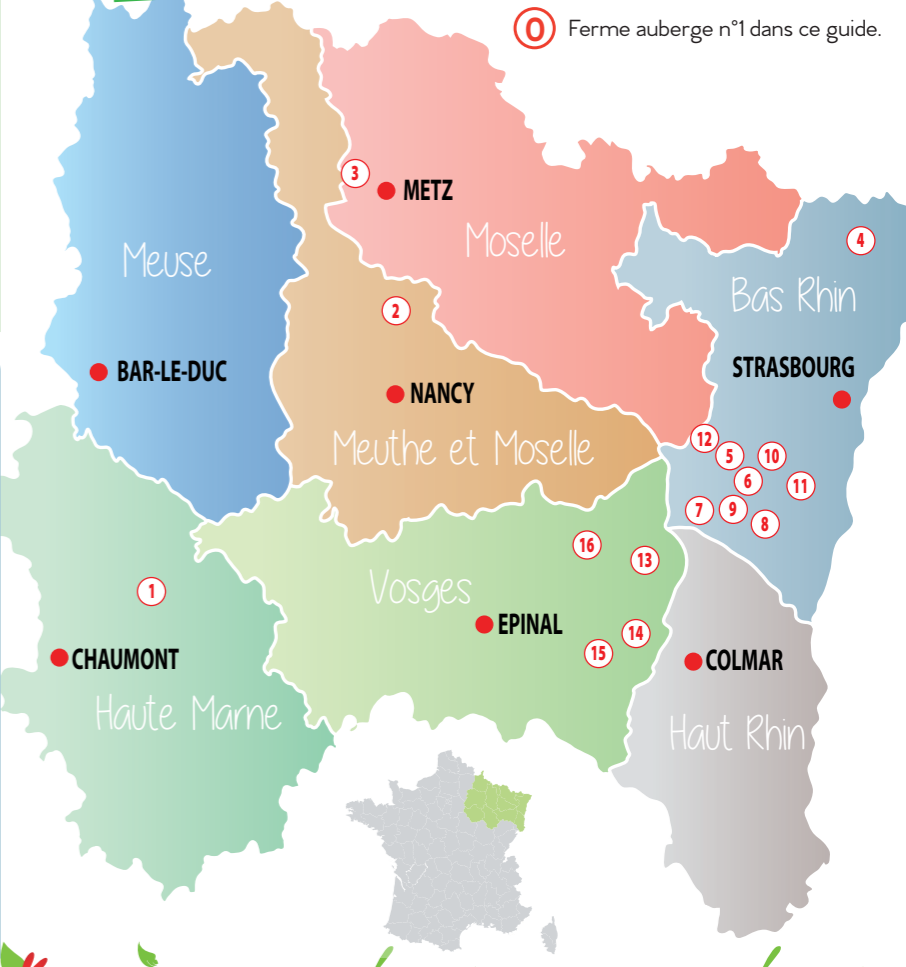 0 Ferme auberge n°1 dans ce guide.
3
METZ
Moselle
4
Meuse
Bas Rhin
2
STRASBOURG
BAR-LE-DUC
NANCY
Meuthe et Moselle
12
5
10
6
11
7
9
8
16
13
1
Vosges
EPINAL
14
15
CHAUMONT
COLMAR
Haute Marne
Haut Rhin